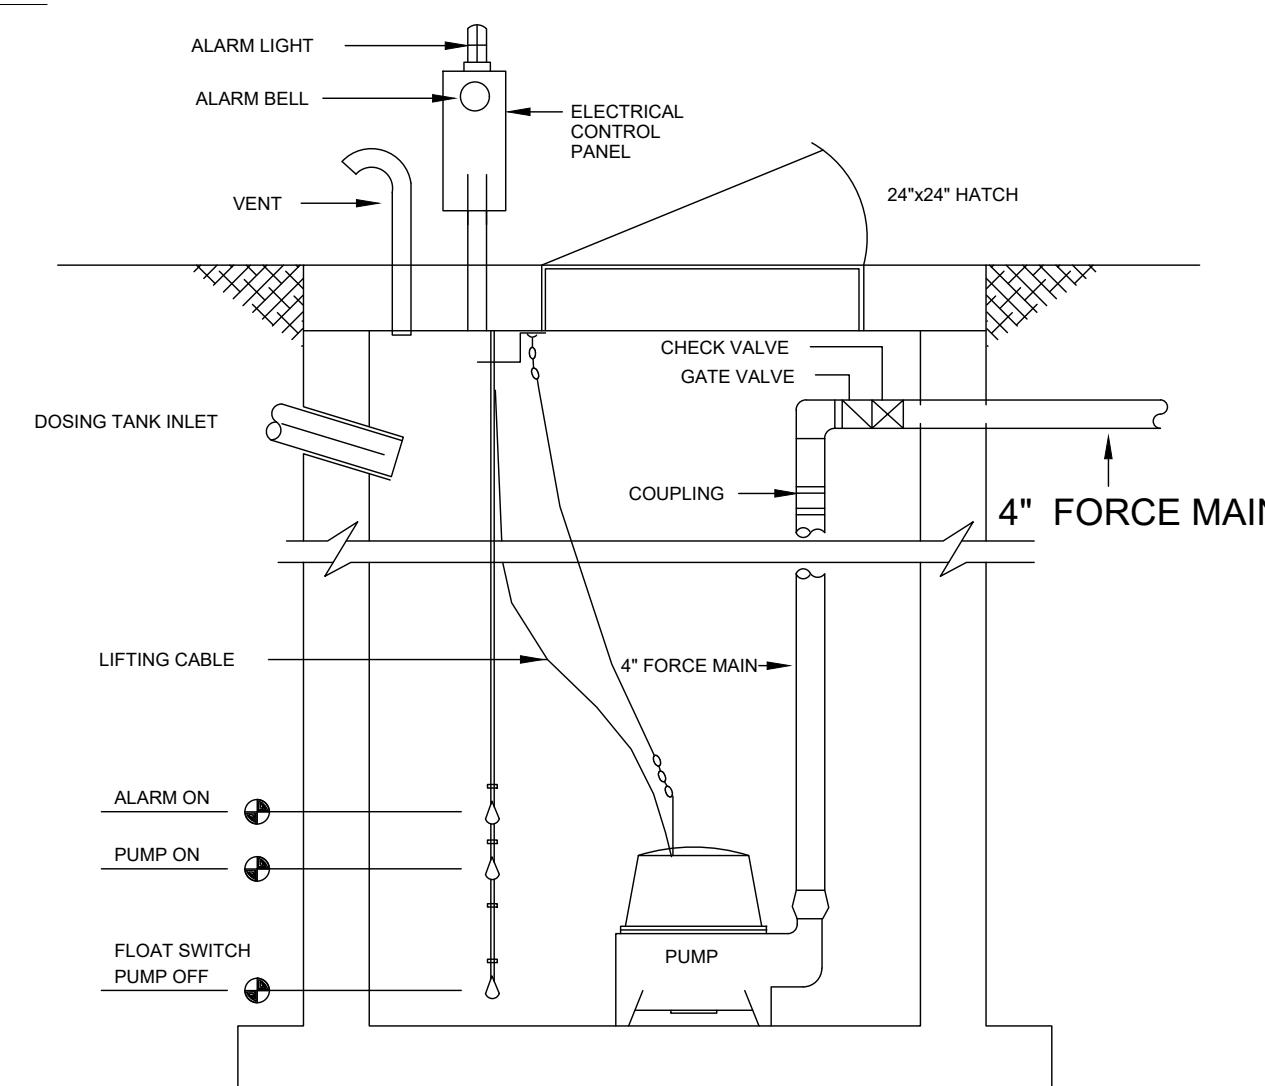 ALARM LIGHT
ALARM BELL
ELECTRICAL
CONTROL
PANEL
VENT
24"x24" HATCH
CHECK VALVE
GATE VALVE
DOSING TANK INLET
COUPLING
4" FORCE MAIN
LIFTING CABLE
4" FORCE MAIN
ALARM ON
PUMP ON
FLOAT SWITCH
PUMP OFF
PUMP